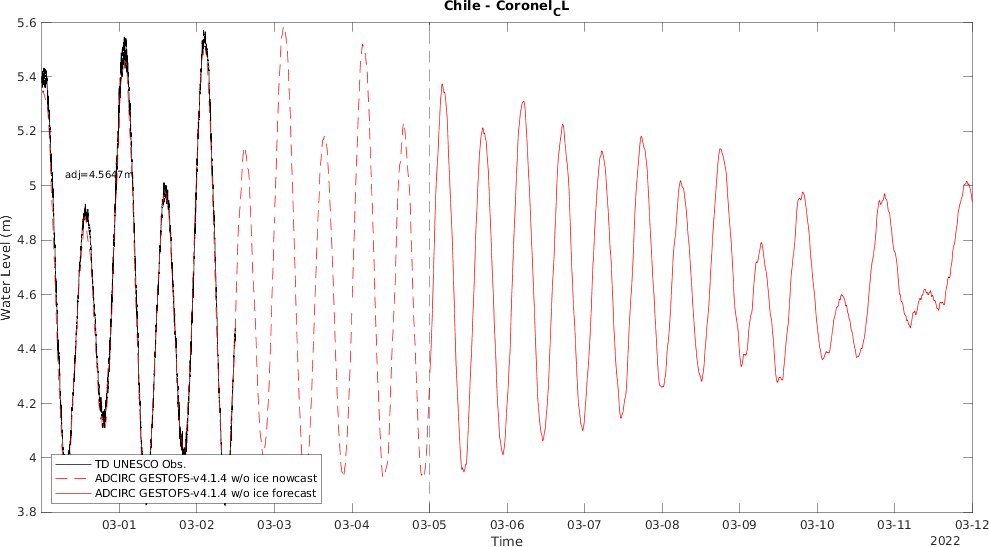 Chile - Coronel_CL
5.6
5.4
5.2
5
4.8
4.6
4.4
4.2
4
3.8
Water Level (m)
adj=4.5647m
TD UNESCO Obs.
ADCIRC GESTOFS-v4.1.4 w/o ice nowcast
ADCIRC GESTOFS-v4.1.4 w/o ice forecast
03-01 03-02 03-03 03-04 03-05 03-06 03-07 03-08 03-09 03-10 03-11 03-12
Time
2022